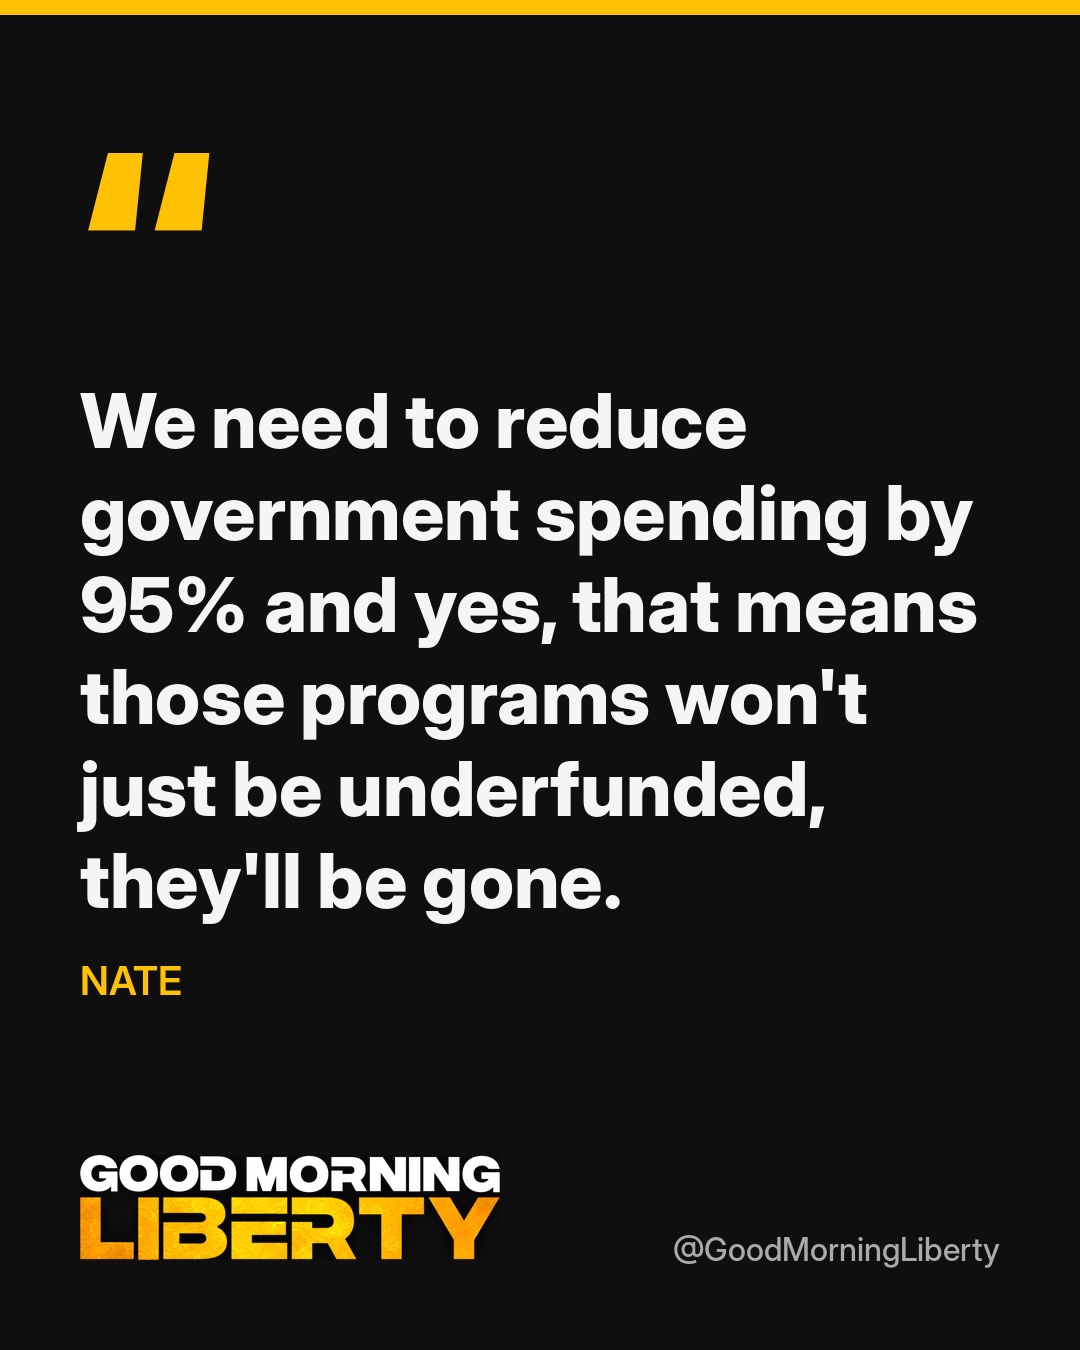 "
We need to reduce
government spending by
95% and yes, that means
those programs won't
just be underfunded,
they'll be gone.
NATE
GOOD MORNING
LIBERTY
@GoodMorningLiberty